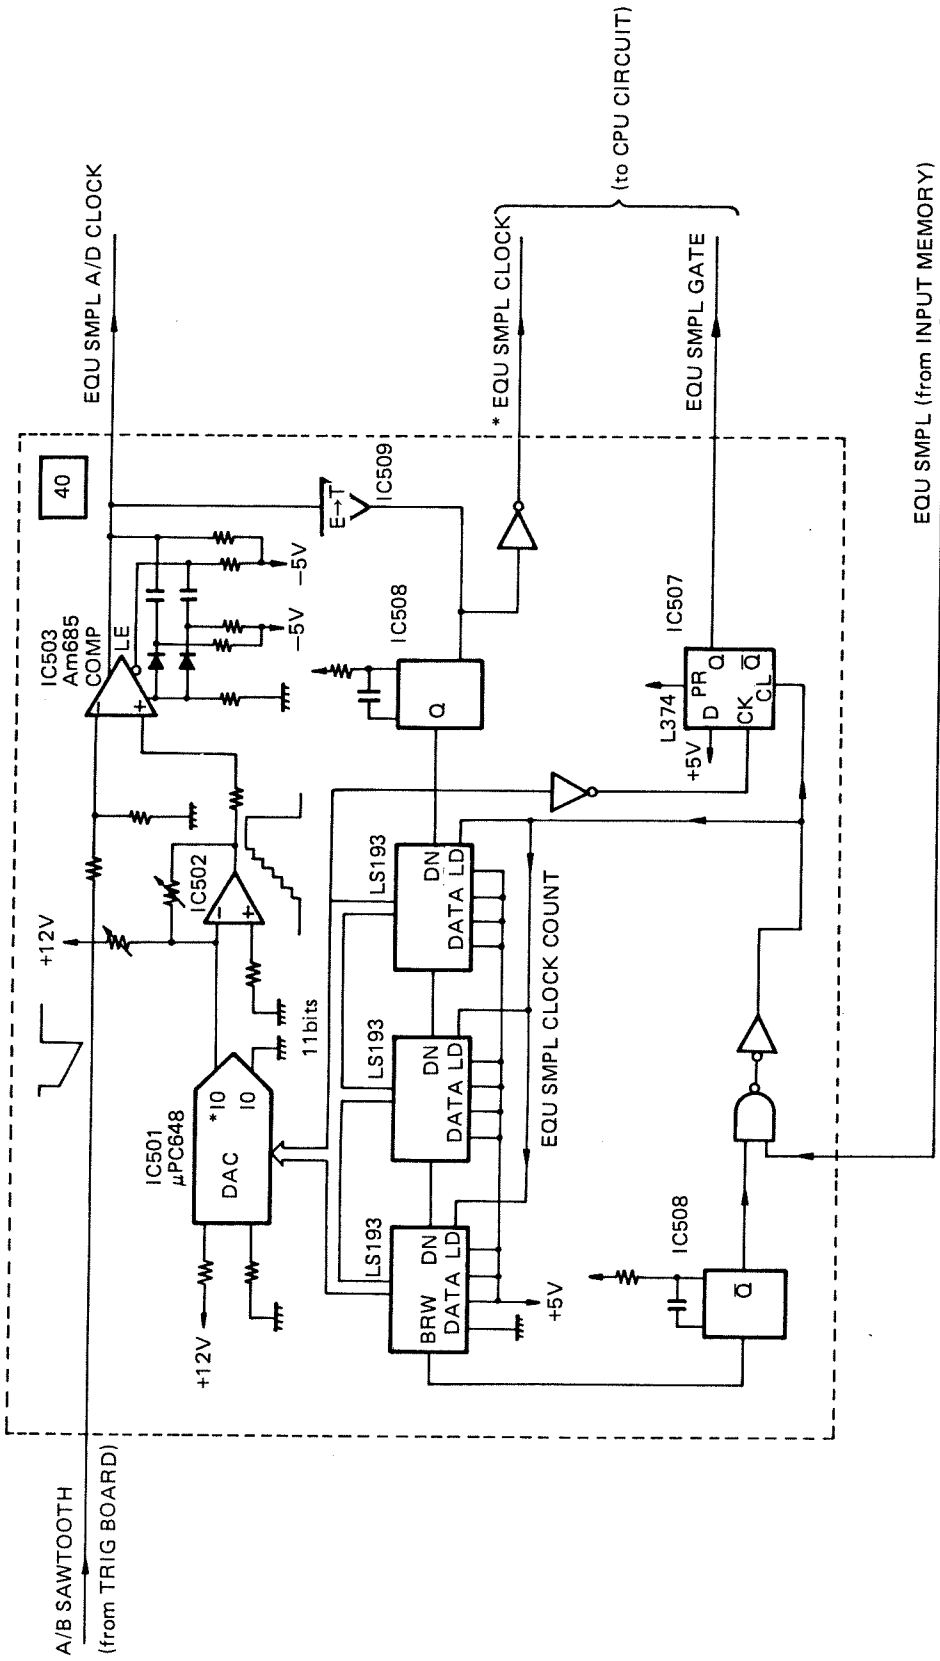 A/B SAWTOOTH
(from TRIG BOARD)
40
EQU SMPL A/D CLOCK
+12V
IC503
Am685
COMP
LE
−
+
−5V
−5V
E→T
IC509
IC501
μPC648
DAC
*IO
IO
+12V
IC502
−
+
11bits
IC508
Q
* EQU SMPL CLOCK
(to CPU CIRCUIT)
LS193
BRW
DN
DATA
LD
LS193
DN
DATA
LD
LS193
DN
DATA
LD
+5V
EQU SMPL CLOCK COUNT
L374
+5V
PR
D
Q
CK
Q̅
CL
IC507
EQU SMPL GATE
IC508
Q̅
EQU SMPL (from INPUT MEMORY)